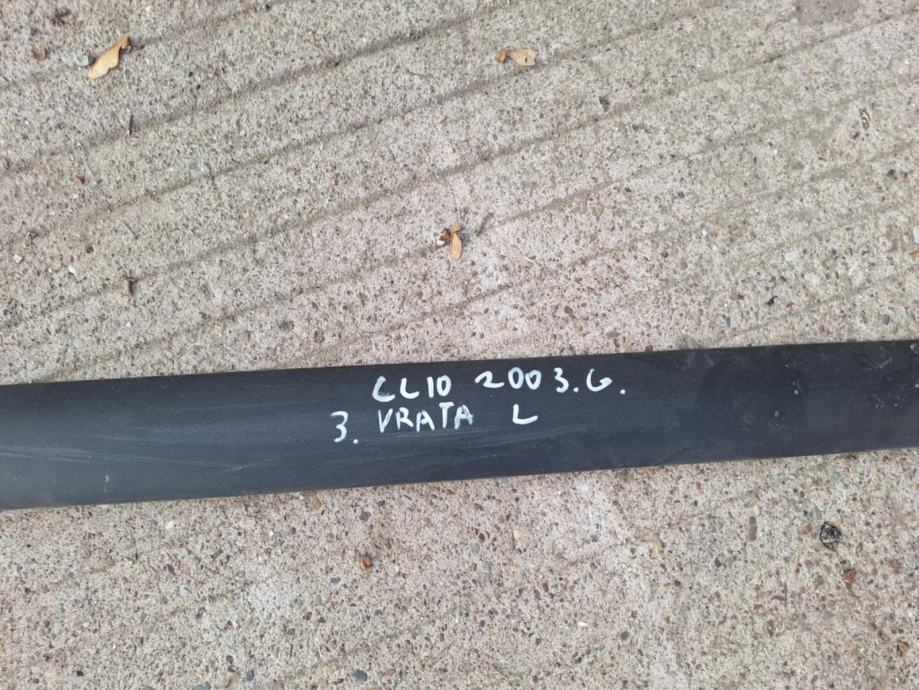 CLIO 2003.G.
3. VRATA L